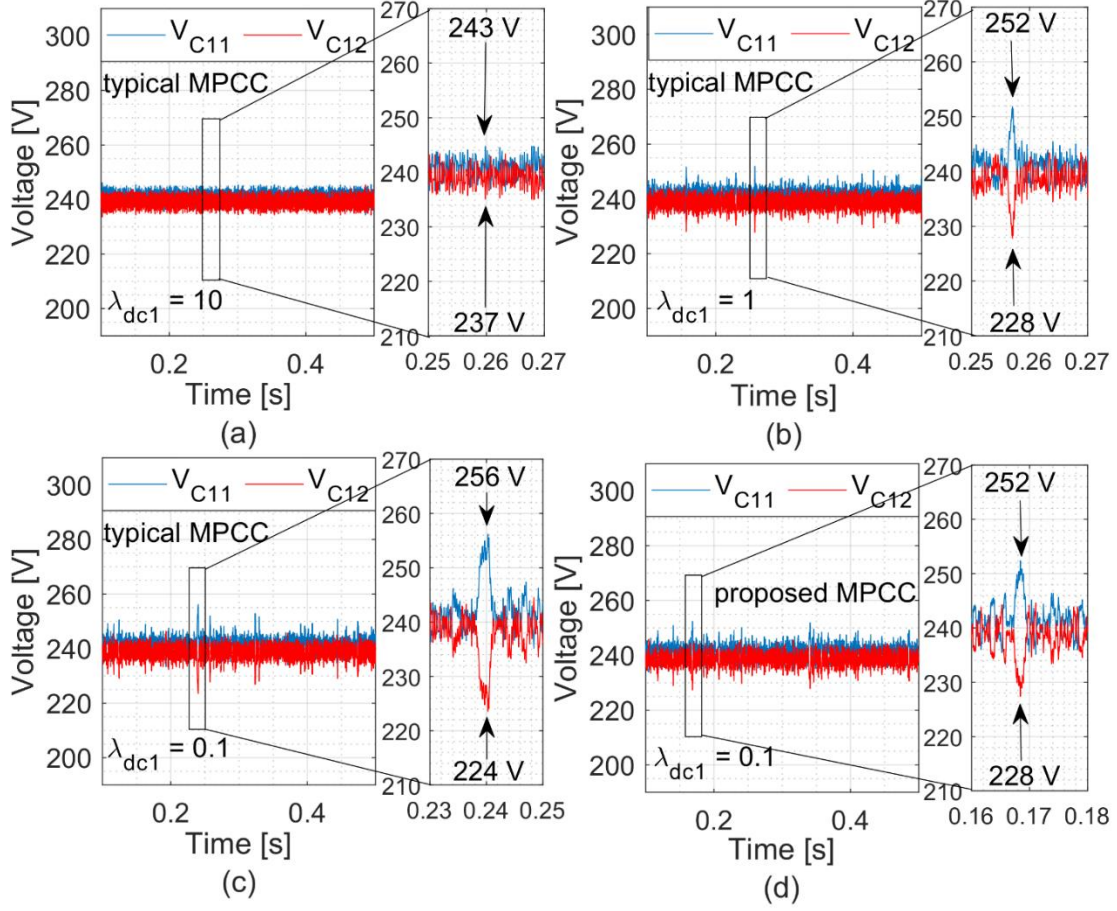 V_C11 V_C12
typical MPCC
λ_dc1 = 10
Voltage [V]
300
280
260
240
220
200
0.2 0.4
Time [s]
270
260
250
240
230
220
210
243 V
237 V
0.25 0.26 0.27
(a)
V_C11 V_C12
typical MPCC
λ_dc1 = 1
Voltage [V]
300
280
260
240
220
200
0.2 0.4
Time [s]
270
260
250
240
230
220
210
252 V
228 V
0.25 0.26 0.27
(b)
V_C11 V_C12
typical MPCC
λ_dc1 = 0.1
Voltage [V]
300
280
260
240
220
200
0.2 0.4
Time [s]
270
260
250
240
230
220
210
256 V
224 V
0.23 0.24 0.25
(c)
V_C11 V_C12
proposed MPCC
λ_dc1 = 0.1
Voltage [V]
300
280
260
240
220
200
0.2 0.4
Time [s]
270
260
250
240
230
220
210
252 V
228 V
0.16 0.17 0.18
(d)